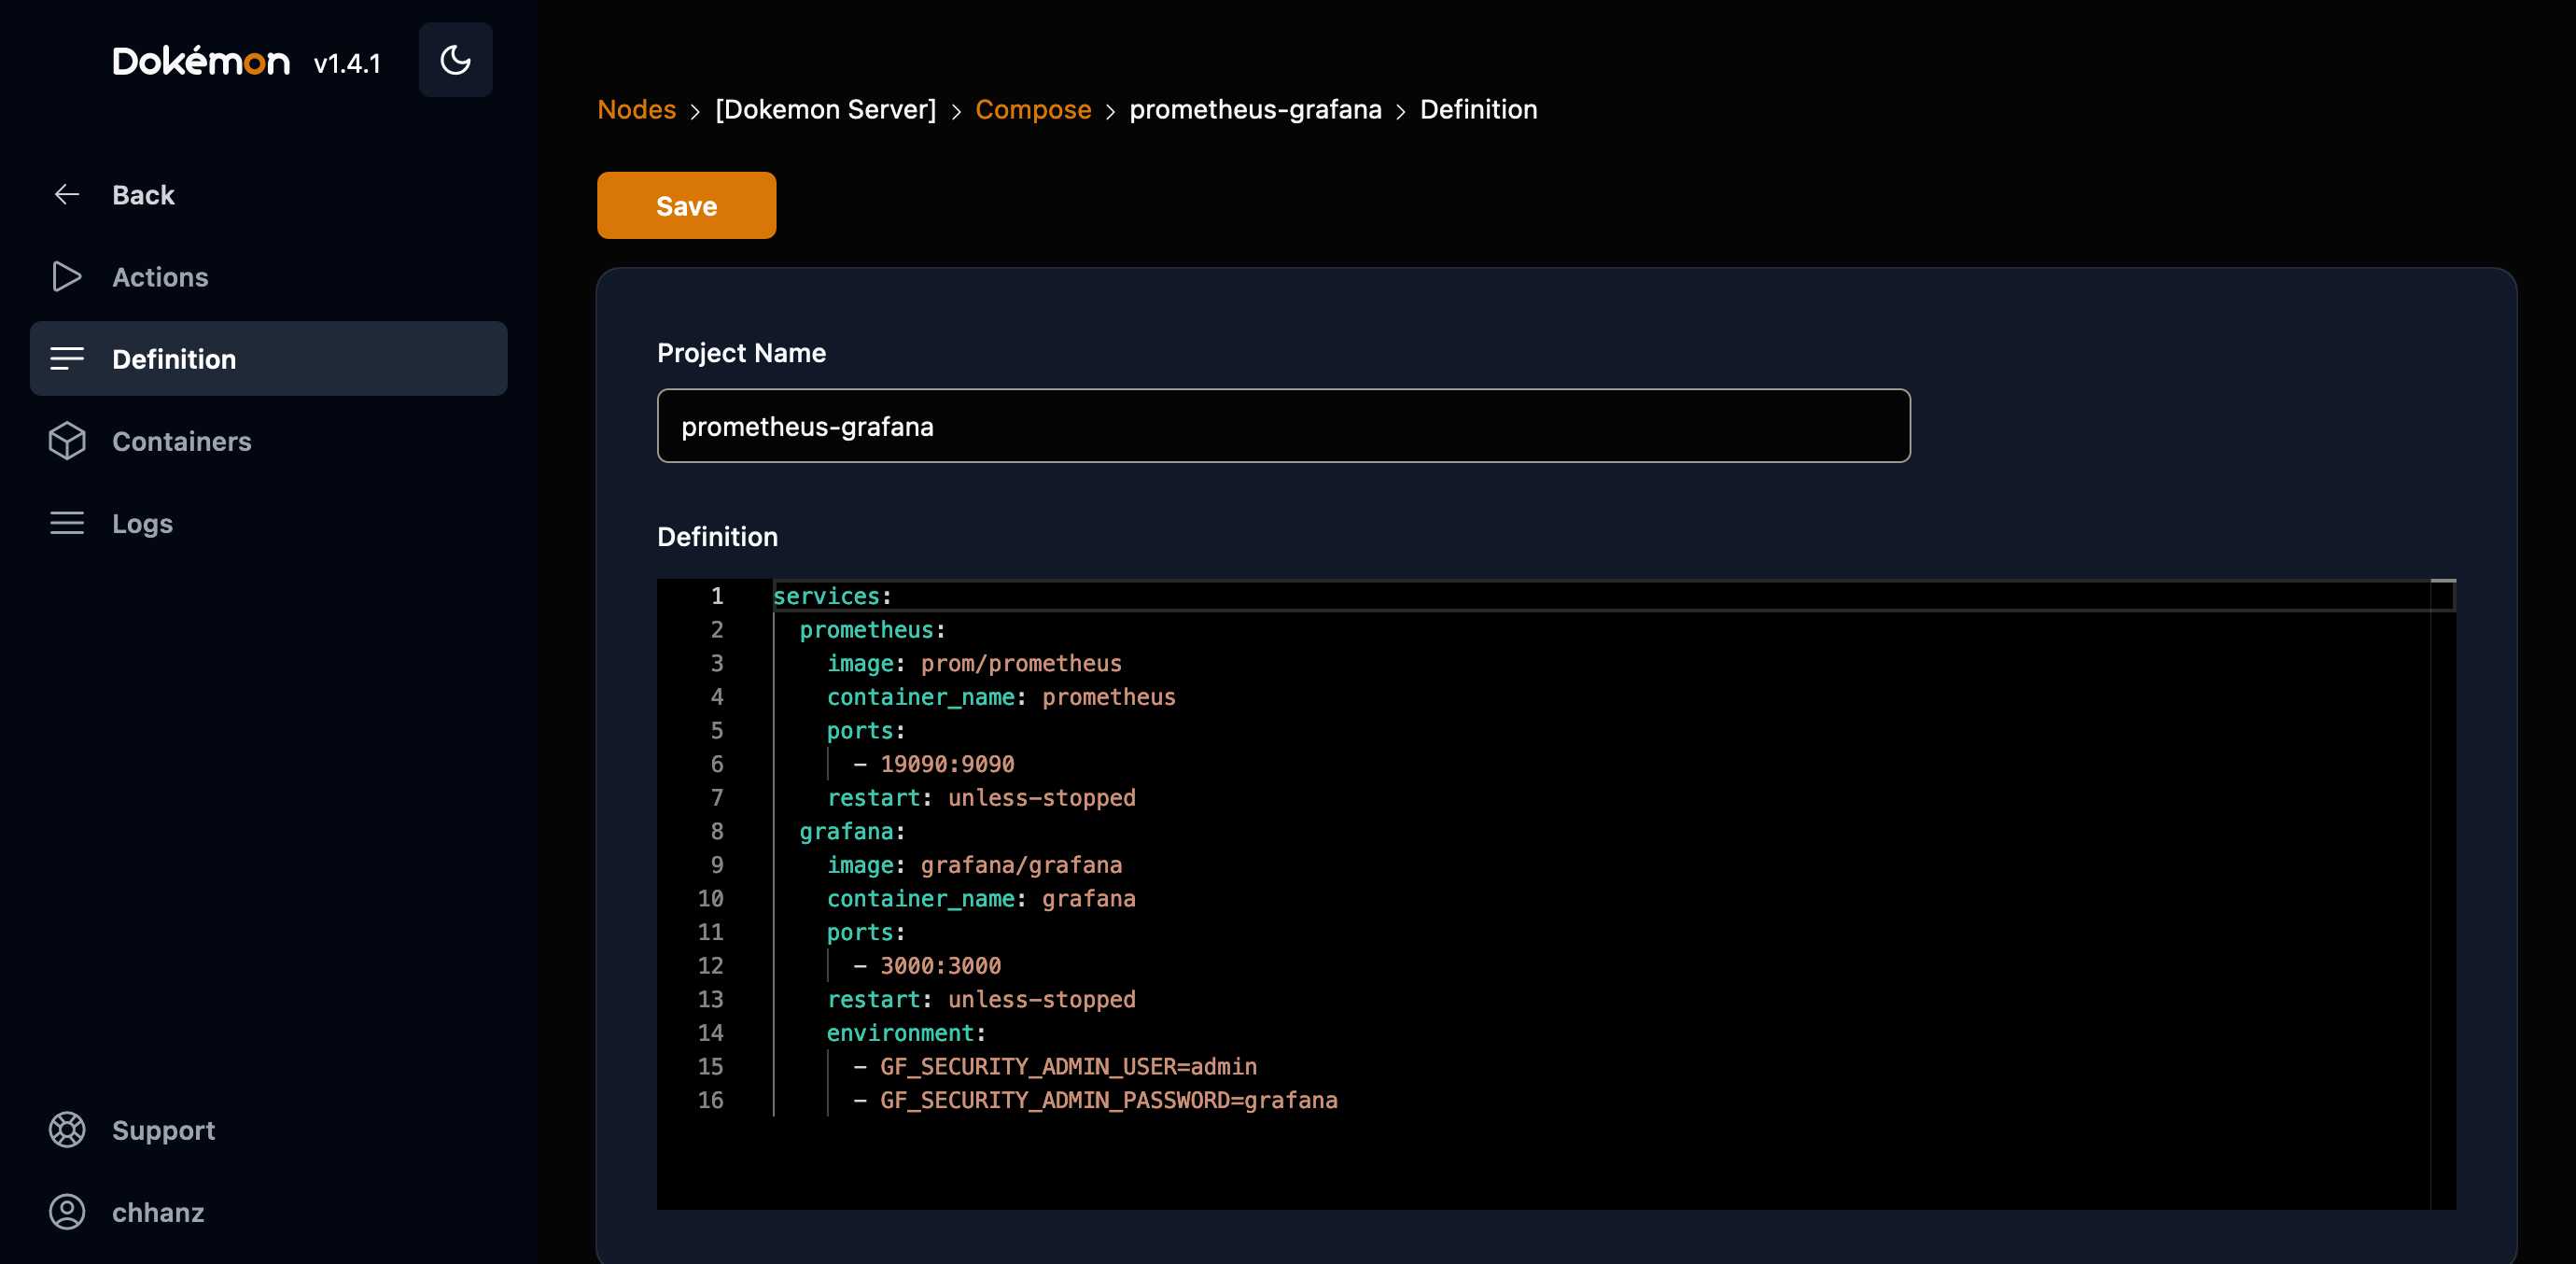 Dokémon v1.4.1
Back
Actions
Definition
Containers
Logs
Support
chhanz
Nodes > [Dokemon Server] > Compose > prometheus-grafana > Definition
Save
Project Name
prometheus-grafana
Definition
1 services:
2   prometheus:
3     image: prom/prometheus
4     container_name: prometheus
5     ports:
6       - 19090:9090
7     restart: unless-stopped
8   grafana:
9     image: grafana/grafana
10     container_name: grafana
11     ports:
12       - 3000:3000
13     restart: unless-stopped
14     environment:
15       - GF_SECURITY_ADMIN_USER=admin
16       - GF_SECURITY_ADMIN_PASSWORD=grafana